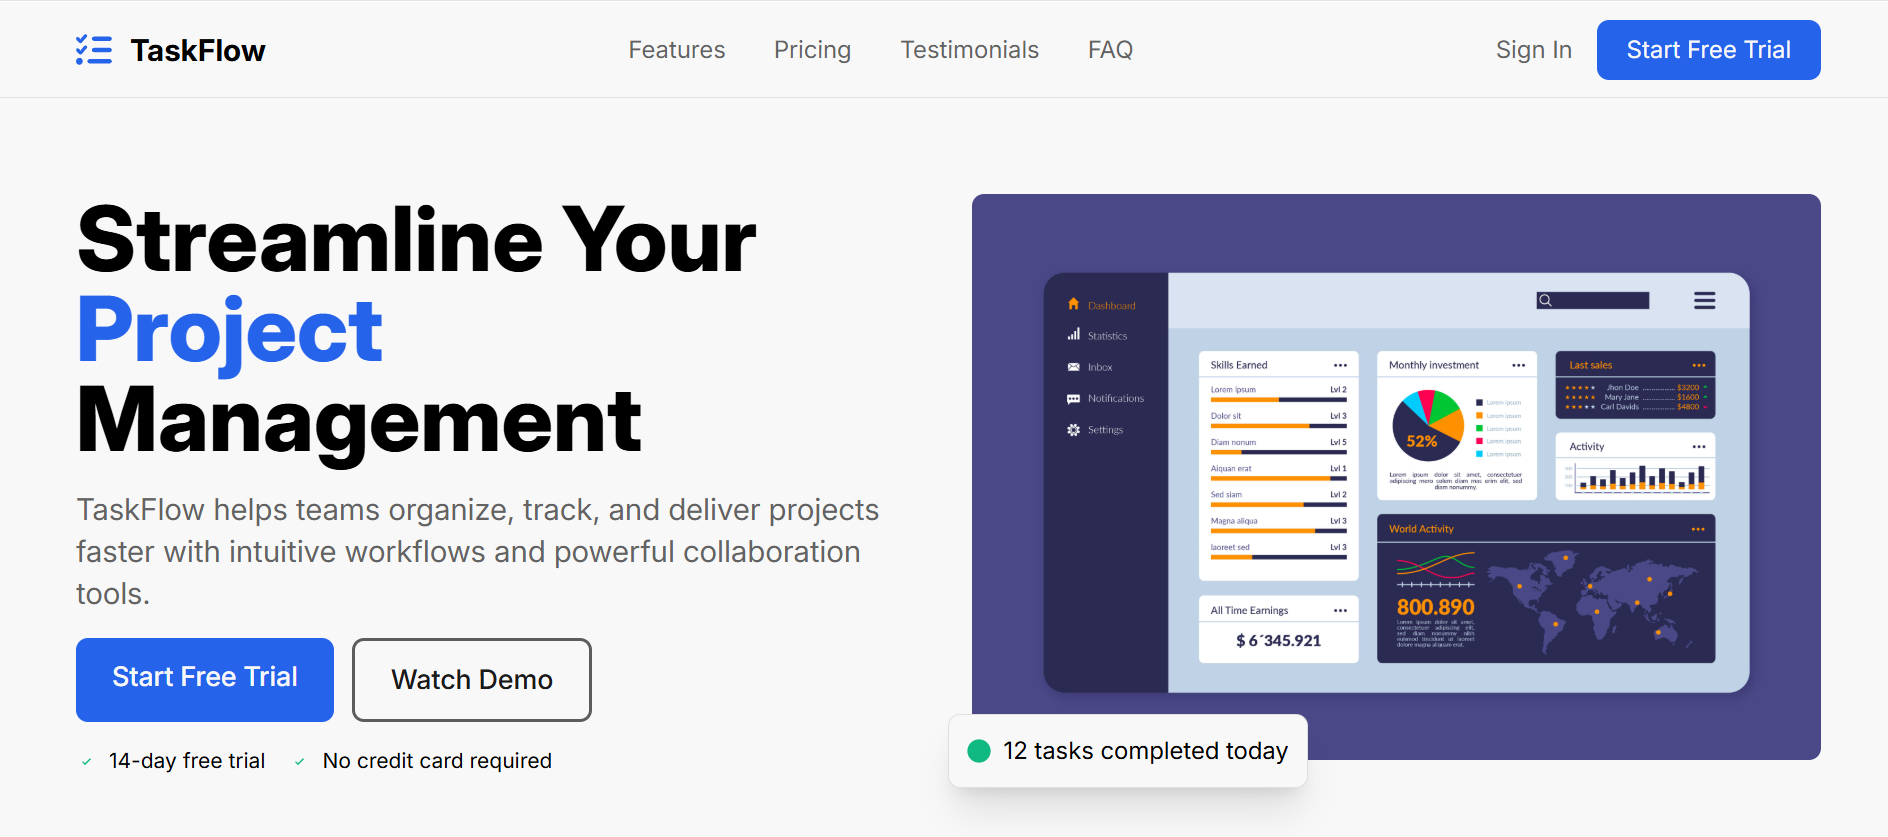 TaskFlow
Features Pricing Testimonials FAQ
Sign In Start Free Trial
Streamline Your
Project
Management
TaskFlow helps teams organize, track, and deliver projects
faster with intuitive workflows and powerful collaboration
tools.
Start Free Trial Watch Demo
14-day free trial No credit card required
Dashboard
Statistics
Inbox
Notifications
Settings
Skills Earned
Lorem ipsum Lvl 2
Dolor sit Lvl 3
Diam nonum Lvl 5
Aiquan erat Lvl 1
Sed siam Lvl 2
Magna aliqua Lvl 3
laoreet sed Lvl 3
All Time Earnings
$ 6´345.921
Monthly investment
52%
Lorem ipsum
Lorem ipsum
Lorem ipsum
Lorem ipsum
Lorem ipsum
Lorem ipsum dolor sit amet, consectetuer
adipiscing mero solem diam mas erim elit, sed
diam nonummy.
Last sales
Jhon Doe ................ $3200
Mary Jane ................ $1600
Carl Davids ................ $4800
Activity
World Activity
800.890
Lorem ipsum dolor sit amet,
consectetuer adipiscing elit,
sed diam nonummy nibh
euismod tincidunt ut laoreet
dolore magna aliquam erat.
12 tasks completed today